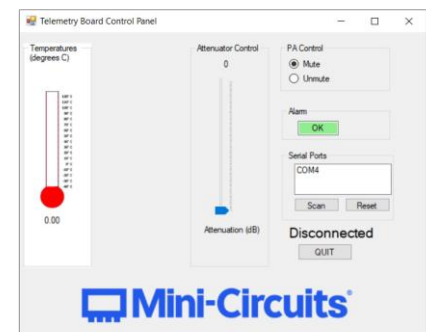 Telemetry Board Control Panel
Temperatures
(degrees C)
0.00
Attenuator Control
0
Attenuation (dB)
PA Control
Mute
Unmute
Alarm
OK
Serial Ports
COM4
Scan
Reset
Disconnected
QUIT
Mini-Circuits